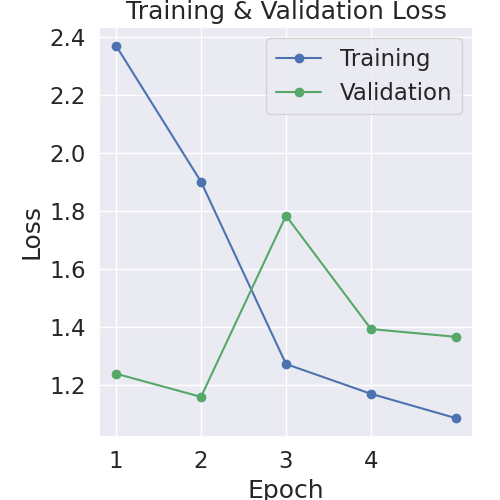 Training & Validation Loss
Training
Validation
Loss
2.4
2.2
2.0
1.8
1.6
1.4
1.2
1 2 3 4
Epoch